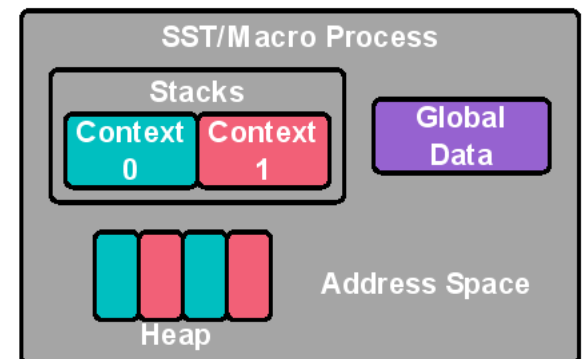 SST/Macro Process
Stacks
Context Context
0 1
Global
Data
Address Space
Heap